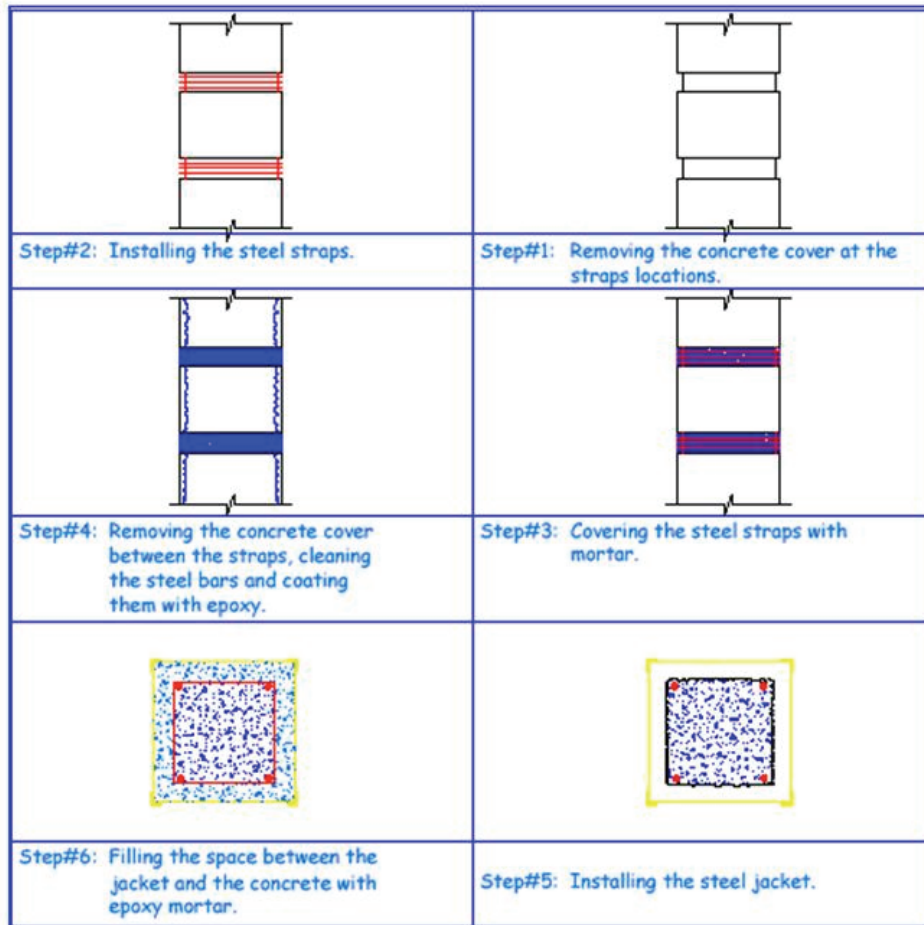 Step#2: Installing the steel straps.
Step#1: Removing the concrete cover at the
straps locations.
Step#4: Removing the concrete cover
between the straps, cleaning
the steel bars and coating
them with epoxy.
Step#3: Covering the steel straps with
mortar.
Step#6: Filling the space between the
jacket and the concrete with
epoxy mortar.
Step#5: Installing the steel jacket.